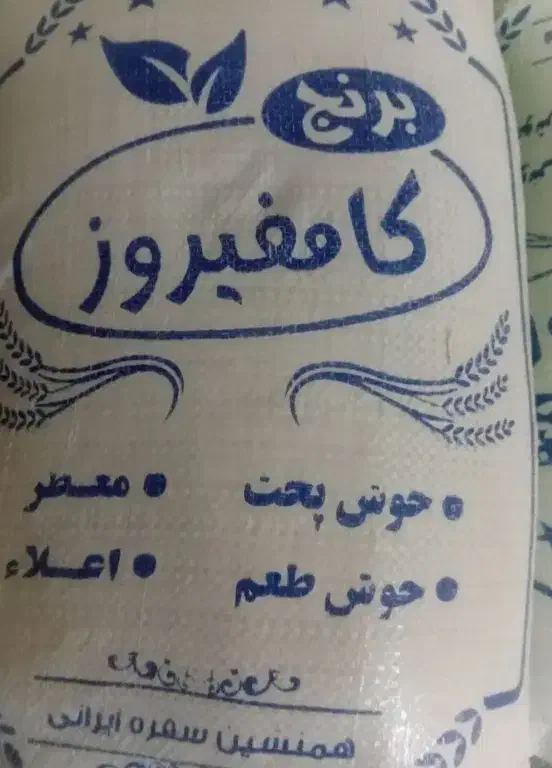 برنج
کامفیروز
• خوش پخت • معطر
• خوش طعم • اعلاء
همنشین سفره ایرانی